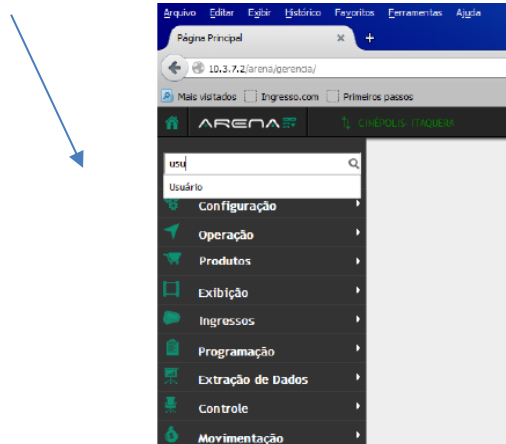 Arquivo Editar Exibir Histórico Favoritos Ferramentas Ajuda
Página Principal × +
10.3.7.2/arena/gerencia/
Mais visitados Ingresso.com Primeiros passos
ARENA CINÉPOLIS- ITAQUERA
usu
Usuário
Configuração
Operação
Produtos
Exibição
Ingressos
Programação
Extração de Dados
Controle
Movimentação